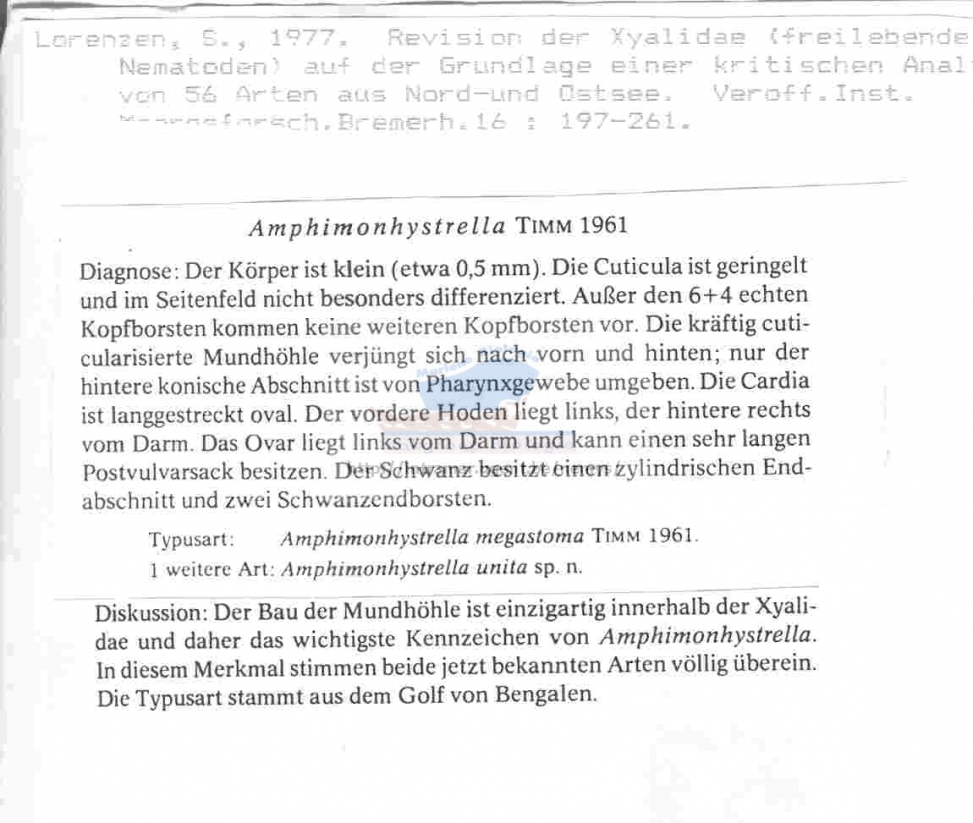 Lorenzen, S., 1977. Revision der Xyalidae (freilebende
Nematoden) auf der Grundlage einer kritischen Anal
von 56 Arten aus Nord-und Ostsee. Veroff.Inst.
Bremerh.16 : 197-261.
Amphimonhystrella TIMM 1961
Diagnose: Der Körper ist klein (etwa 0,5 mm). Die Cuticula ist geringelt
und im Seitenfeld nicht besonders differenziert. Außer den 6+4 echten
Kopfborsten kommen keine weiteren Kopfborsten vor. Die kräftig cuti-
cularisierte Mundhöhle verjüngt sich nach vorn und hinten; nur der
hintere konische Abschnitt ist von Pharynxgewebe umgeben. Die Cardia
ist langgestreckt oval. Der vordere Hoden liegt links, der hintere rechts
vom Darm. Das Ovar liegt links vom Darm und kann einen sehr langen
Postvulvarsack besitzen. Der Schwanz besitzt einen zylindrischen End-
abschnitt und zwei Schwanzendborsten.
Typusart: Amphimonhystrella megastoma TIMM 1961.
1 weitere Art: Amphimonhystrella unita sp. n.
Diskussion: Der Bau der Mundhöhle ist einzigartig innerhalb der Xyali-
dae und daher das wichtigste Kennzeichen von Amphimonhystrella.
In diesem Merkmal stimmen beide jetzt bekannten Arten völlig überein.
Die Typusart stammt aus dem Golf von Bengalen.